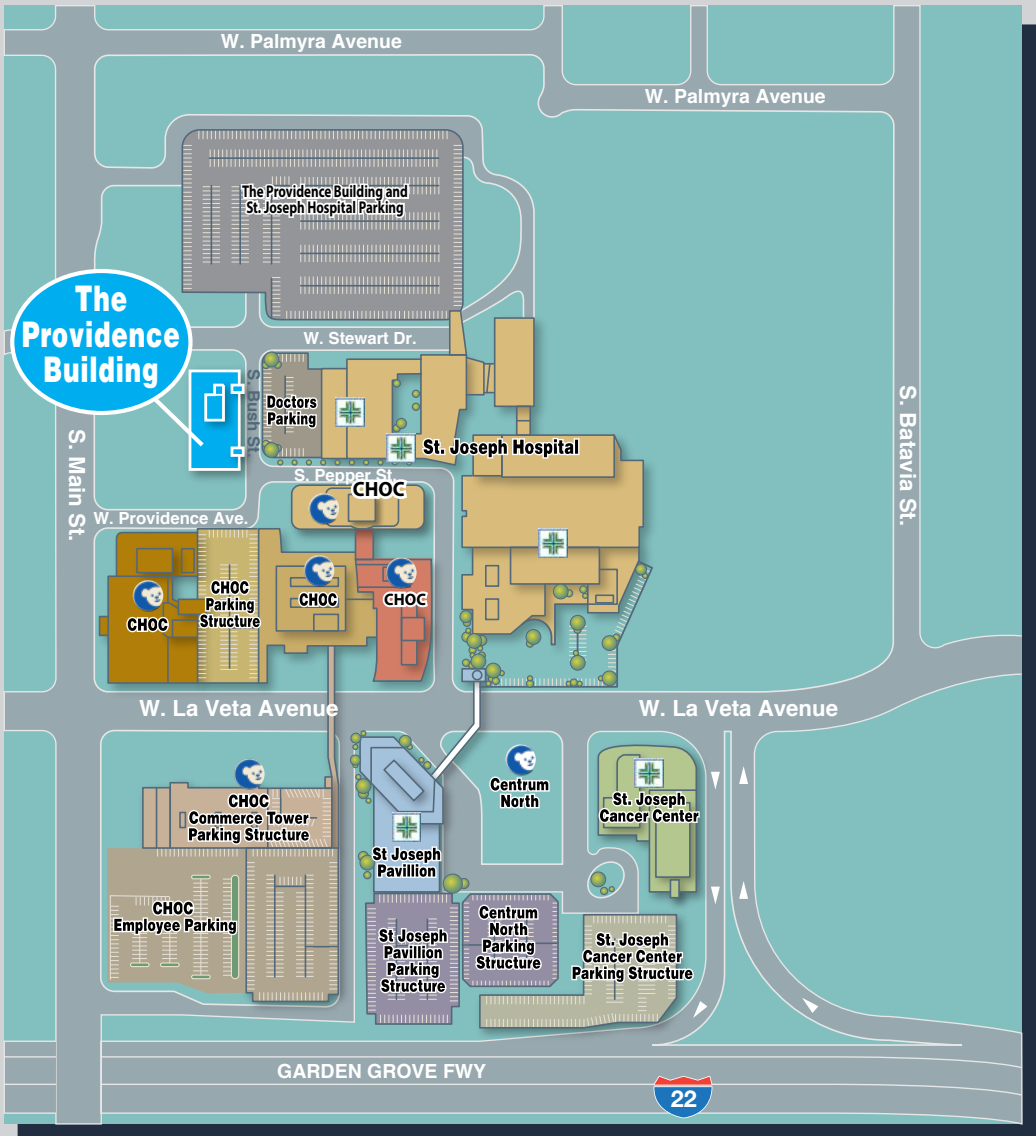 W. Palmyra Avenue
W. Palmyra Avenue
The Providence Building and
St. Joseph Hospital Parking
The
Providence
Building
W. Stewart Dr.
S. Bush St
Doctors
Parking
St. Joseph Hospital
S. Main St.
S. Batavia St.
S. Pepper St.
CHOC
W. Providence Ave.
CHOC
CHOC
Parking
Structure
CHOC
CHOC
W. La Veta Avenue
W. La Veta Avenue
CHOC
Commerce Tower
Parking Structure
Centrum
North
St. Joseph
Cancer Center
St Joseph
Pavillion
CHOC
Employee Parking
St Joseph
Pavillion
Parking
Structure
Centrum
North
Parking
Structure
St. Joseph
Cancer Center
Parking Structure
GARDEN GROVE FWY
22